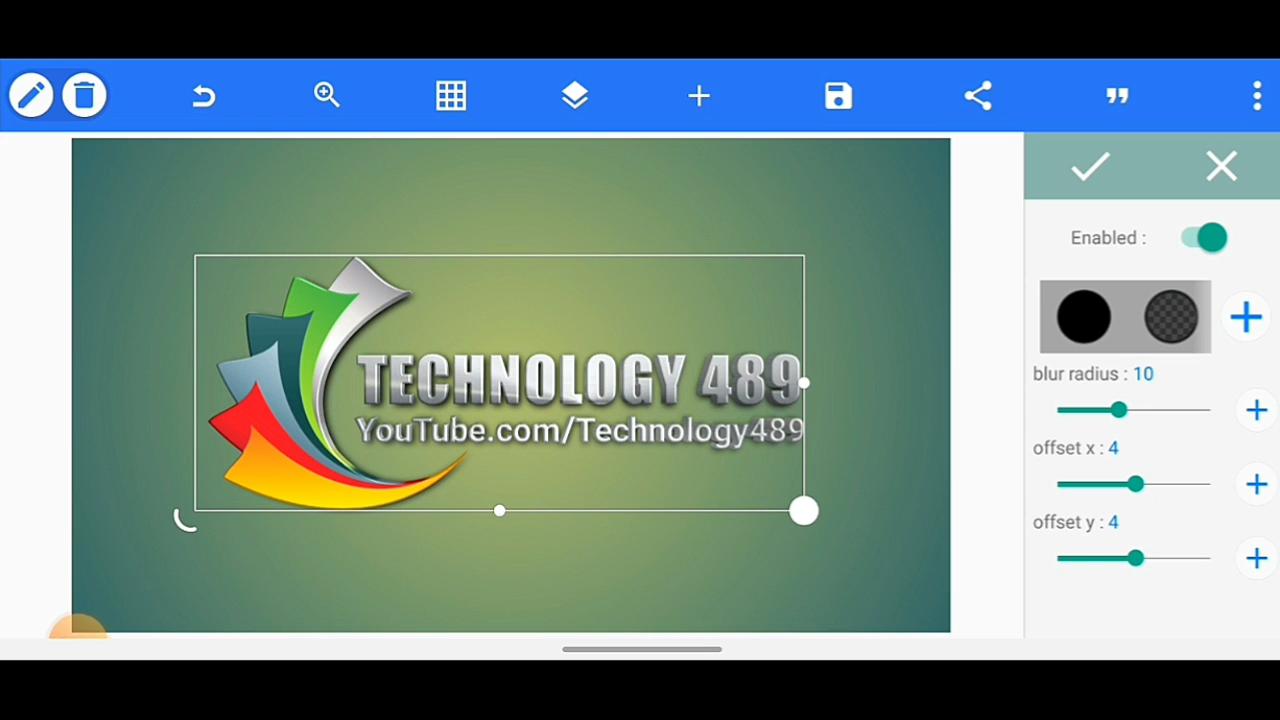 Enabled :
TECHNOLOGY 489
YouTube.com/Technology489
blur radius : 10
offset x : 4
offset y : 4